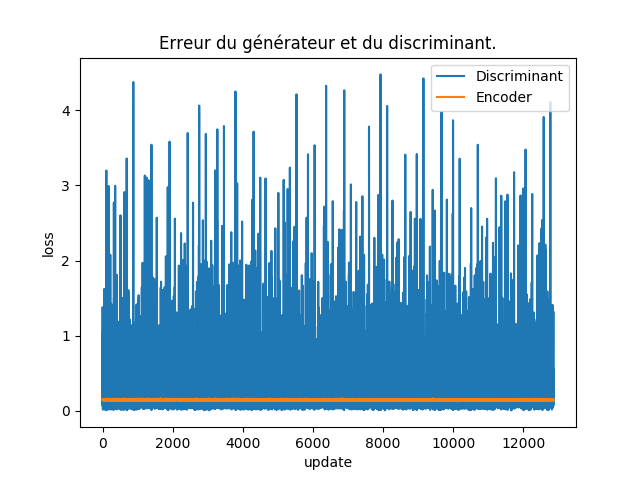 Erreur du générateur et du discriminant.
Discriminant
Encoder
4
3
2
1
0
loss
0
2000
4000
6000
8000
10000
12000
update